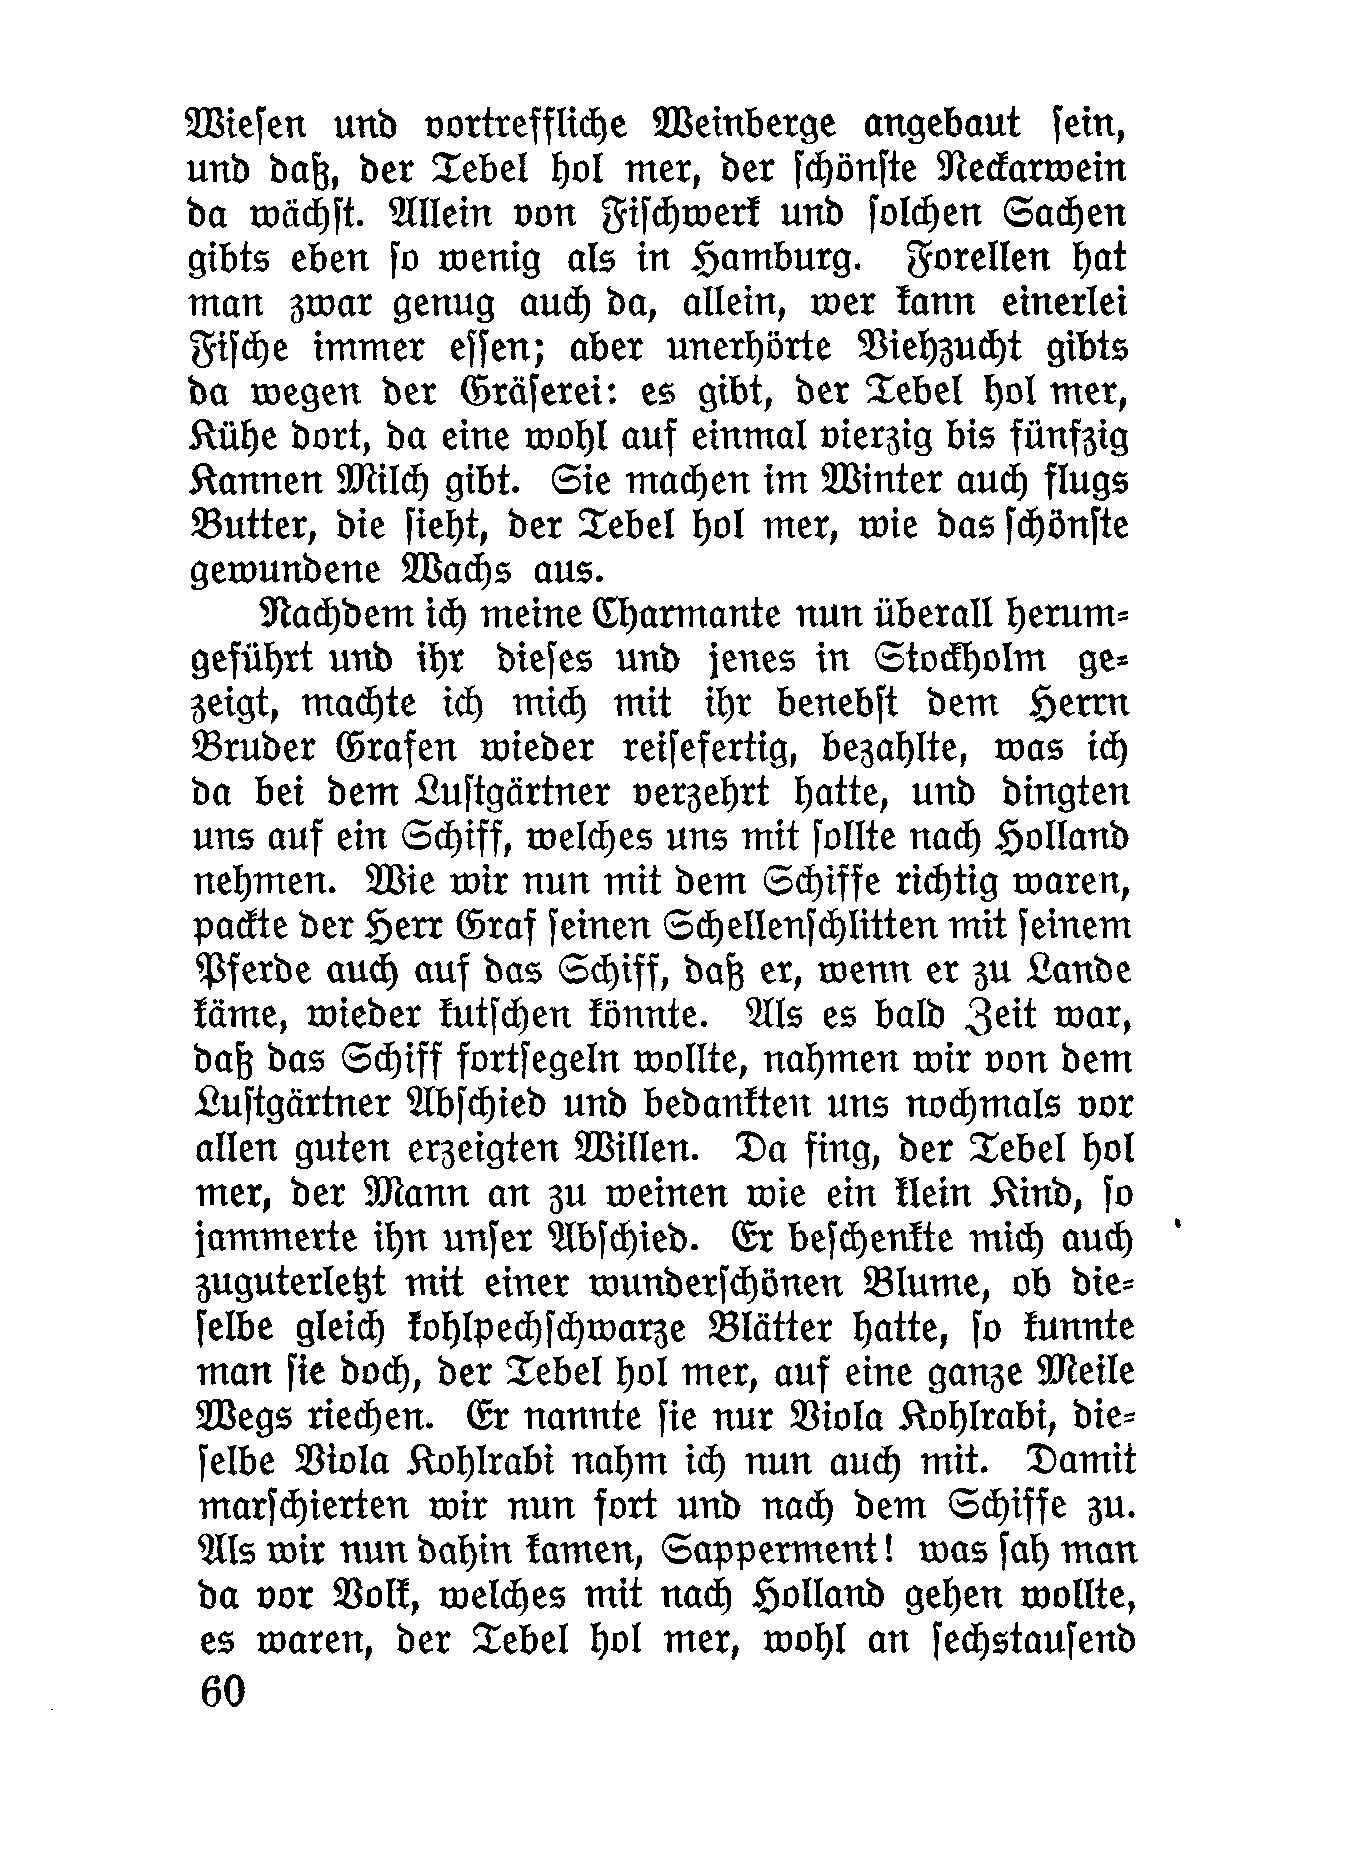 Wieſen und vortreffliche Weinberge angebaut ſein,
und daß, der Tebel hol mer, der ſchönſte Neckarwein
da wächſt. Allein von Fiſchwerk und ſolchen Sachen
gibts eben ſo wenig als in Hamburg. Forellen hat
man zwar genug auch da, allein, wer kann einerlei
Fiſche immer eſſen; aber unerhörte Viehzucht gibts
da wegen der Gräſerei: es gibt, der Tebel hol mer,
Kühe dort, da eine wohl auf einmal vierzig bis fünfzig
Kannen Milch gibt. Sie machen im Winter auch flugs
Butter, die ſieht, der Tebel hol mer, wie das ſchönſte
gewundene Wachs aus.
Nachdem ich meine Charmante nun überall herum⸗
geführt und ihr dieſes und jenes in Stockholm ge⸗
zeigt, machte ich mich mit ihr benebſt dem Herrn
Bruder Grafen wieder reiſefertig, bezahlte, was ich
da bei dem Luſtgärtner verzehrt hatte, und dingten
uns auf ein Schiff, welches uns mit ſollte nach Holland
nehmen. Wie wir nun mit dem Schiffe richtig waren,
packte der Herr Graf ſeinen Schellenſchlitten mit ſeinem
Pferde auch auf das Schiff, daß er, wenn er zu Lande
käme, wieder kutſchen könnte. Als es bald Zeit war,
daß das Schiff fortſegeln wollte, nahmen wir von dem
Luſtgärtner Abſchied und bedankten uns nochmals vor
allen guten erzeigten Willen. Da fing, der Tebel hol
mer, der Mann an zu weinen wie ein klein Kind, ſo
jammerte ihn unſer Abſchied. Er beſchenkte mich auch
zuguterletzt mit einer wunderſchönen Blume, ob die⸗
ſelbe gleich kohlpechſchwarze Blätter hatte, ſo kunnte
man ſie doch, der Tebel hol mer, auf eine ganze Meile
Wegs riechen. Er nannte ſie nur Viola Kohlrabi, die⸗
ſelbe Viola Kohlrabi nahm ich nun auch mit. Damit
marſchierten wir nun fort und nach dem Schiffe zu.
Als wir nun dahin kamen, Sapperment! was ſah man
da vor Volk, welches mit nach Holland gehen wollte,
es waren, der Tebel hol mer, wohl an ſechstauſend
60